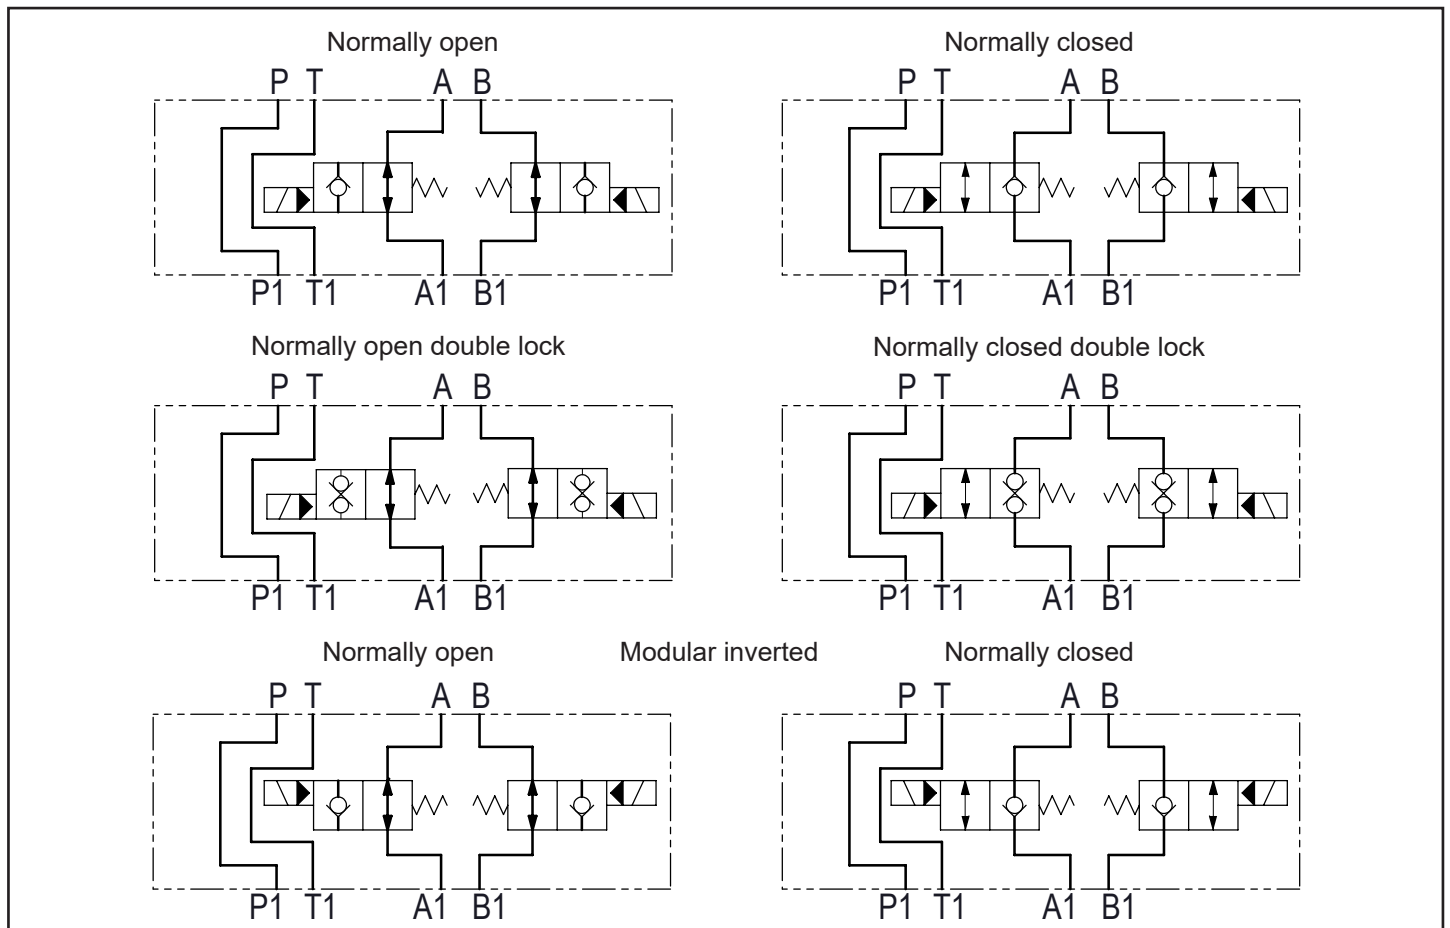 Normally open Normally closed
P T A B P T A B
P1 T1 A1 B1 P1 T1 A1 B1
Normally open double lock Normally closed double lock
P T A B P T A B
P1 T1 A1 B1 P1 T1 A1 B1
Normally open Modular inverted Normally closed
P T A B P T A B
P1 T1 A1 B1 P1 T1 A1 B1